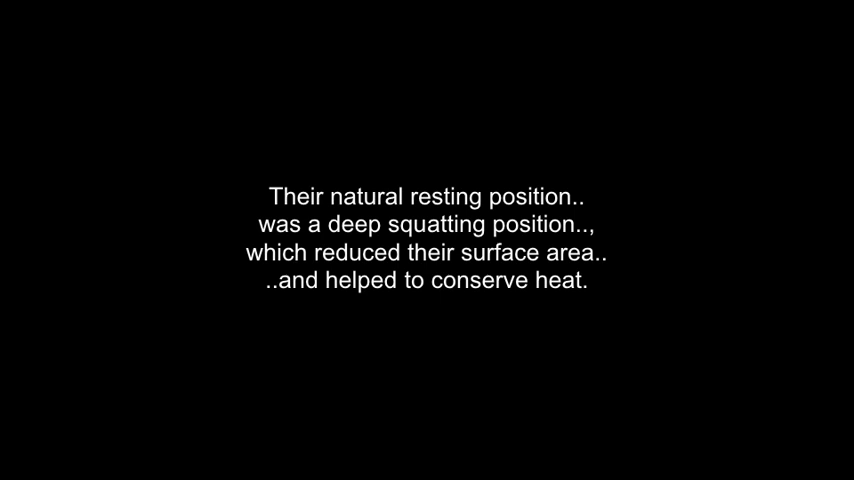 Their natural resting position..
was a deep squatting position..,
which reduced their surface area..
..and helped to conserve heat.